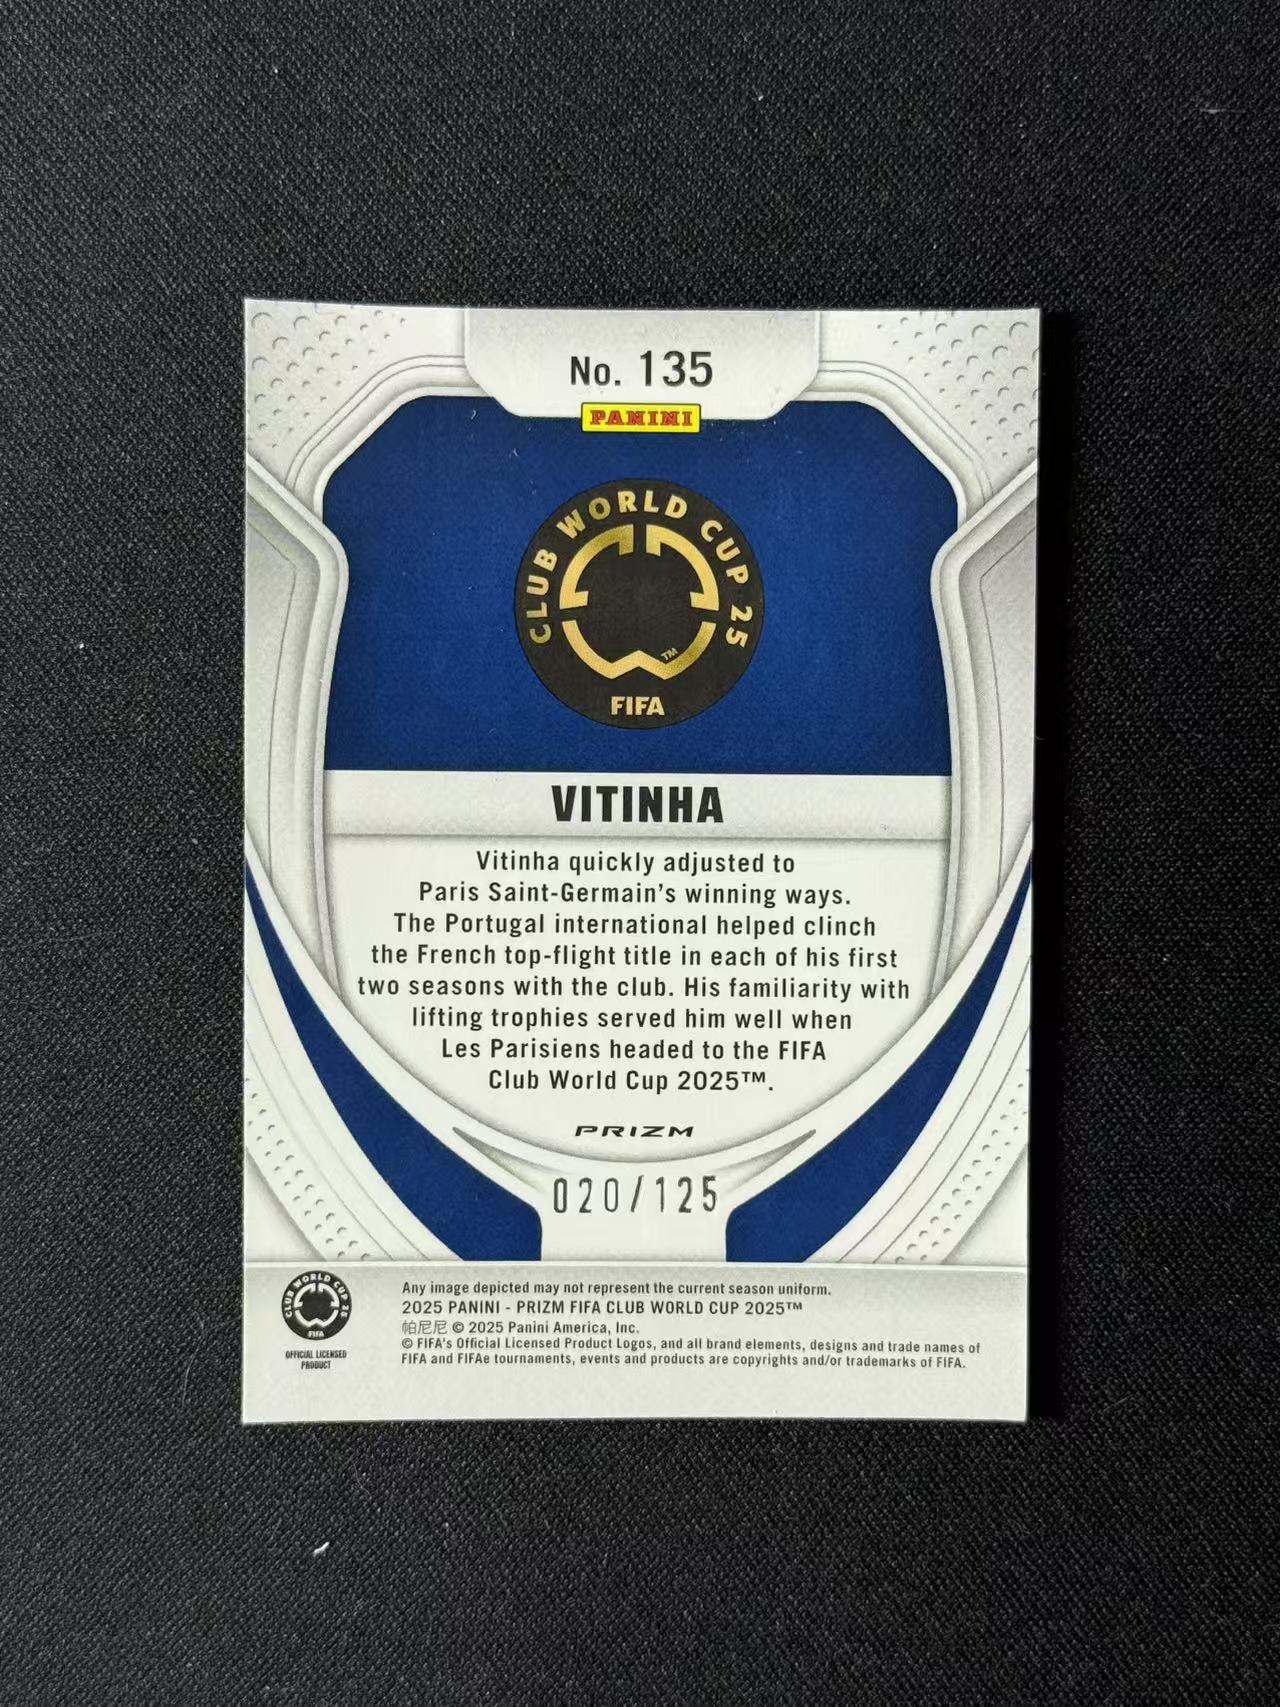 No. 135
PANINI
CLUB WORLD CUP 25
TM
FIFA
VITINHA
Vitinha quickly adjusted to
Paris Saint-Germain's winning ways.
The Portugal international helped clinch
the French top-flight title in each of his first
two seasons with the club. His familiarity with
lifting trophies served him well when
Les Parisiens headed to the FIFA
Club World Cup 2025™.
PRIZM
020/125
CLUB WORLD CUP 25
FIFA
OFFICIAL LICENSED
PRODUCT
Any image depicted may not represent the current season uniform.
2025 PANINI - PRIZM FIFA CLUB WORLD CUP 2025™
帕尼尼 © 2025 Panini America, Inc.
© FIFA's Official Licensed Product Logos, and all brand elements, designs and trade names of
FIFA and FIFAe tournaments, events and products are copyrights and/or trademarks of FIFA.